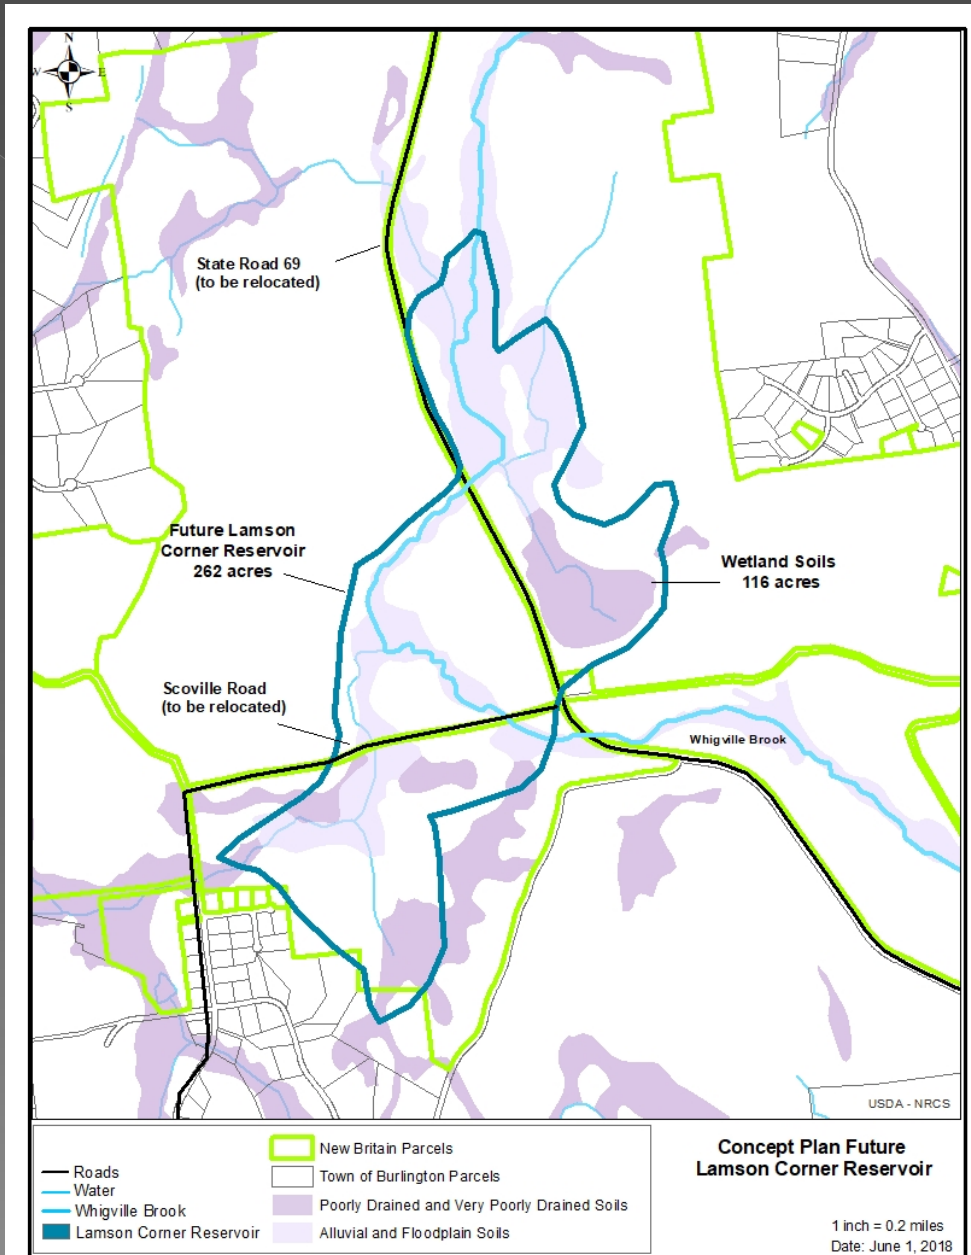 N
W
E
S
State Road 69
(to be relocated)
Future Lamson
Corner Reservoir
262 acres
Wetland Soils
116 acres
Scoville Road
(to be relocated)
Whigville Brook
USDA - NRCS
Roads
Water
Whigville Brook
Lamson Corner Reservoir
New Britain Parcels
Town of Burlington Parcels
Poorly Drained and Very Poorly Drained Soils
Alluvial and Floodplain Soils
Concept Plan Future
Lamson Corner Reservoir
1 inch = 0.2 miles
Date: June 1, 2018